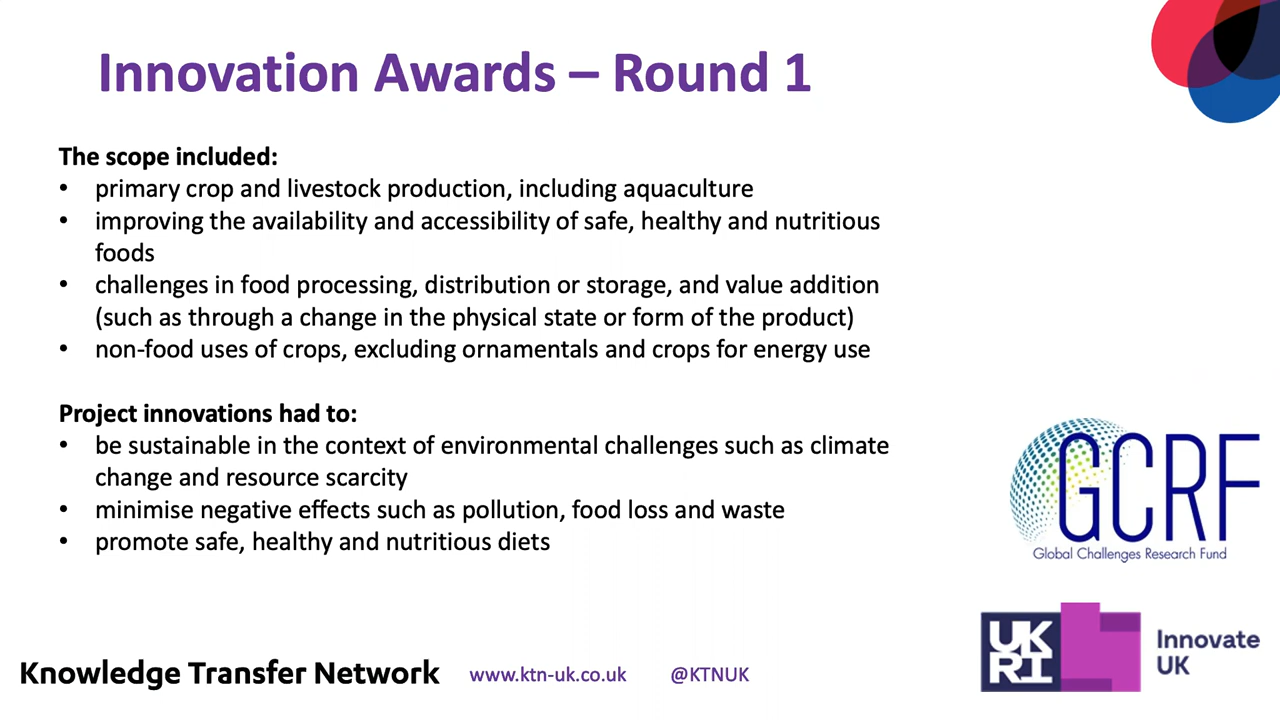 Innovation Awards – Round 1
The scope included:
• primary crop and livestock production, including aquaculture
• improving the availability and accessibility of safe, healthy and nutritious
foods
• challenges in food processing, distribution or storage, and value addition
(such as through a change in the physical state or form of the product)
• non-food uses of crops, excluding ornamentals and crops for energy use
Project innovations had to:
• be sustainable in the context of environmental challenges such as climate
change and resource scarcity
• minimise negative effects such as pollution, food loss and waste
• promote safe, healthy and nutritious diets
GCRF
Global Challenges Research Fund
Knowledge Transfer Network
www.ktn-uk.co.uk
@KTNUK
UK
RI
Innovate
UK